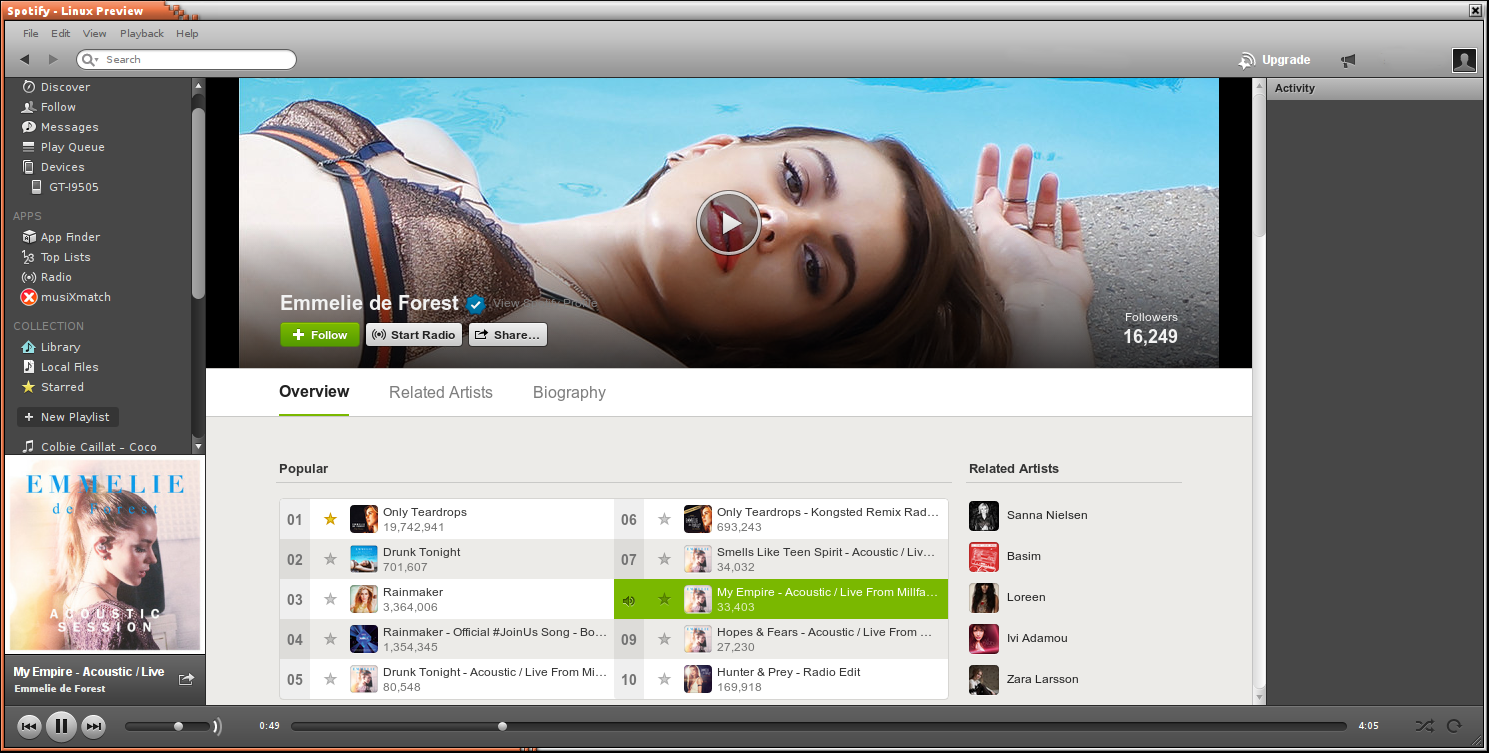 Spotify - Linux Preview
File Edit View Playback Help
Search
Upgrade
Discover
Follow
Messages
Play Queue
Devices
GT-I9505
APPS
App Finder
Top Lists
Radio
musiXmatch
COLLECTION
Library
Local Files
Starred
New Playlist
Colbie Caillat – Coco
EMMELIE
de Forest
ACOUSTIC
SESSION
My Empire - Acoustic / Live
Emmelie de Forest
Emmelie de Forest View Spotify Profile
Follow Start Radio Share...
Followers
16,249
Overview Related Artists Biography
Popular
01 Only Teardrops
19,742,941
02 Drunk Tonight
701,607
03 Rainmaker
3,364,006
04 Rainmaker - Official #JoinUs Song - Bo...
1,354,345
05 Drunk Tonight - Acoustic / Live From Mi...
80,548
06 Only Teardrops - Kongsted Remix Rad...
693,243
07 Smells Like Teen Spirit - Acoustic / Liv...
34,032
My Empire - Acoustic / Live From Millfa...
33,403
09 Hopes & Fears - Acoustic / Live From ...
27,230
10 Hunter & Prey - Radio Edit
169,918
Related Artists
Sanna Nielsen
Basim
Loreen
Ivi Adamou
Zara Larsson
Activity
0:49
4:05